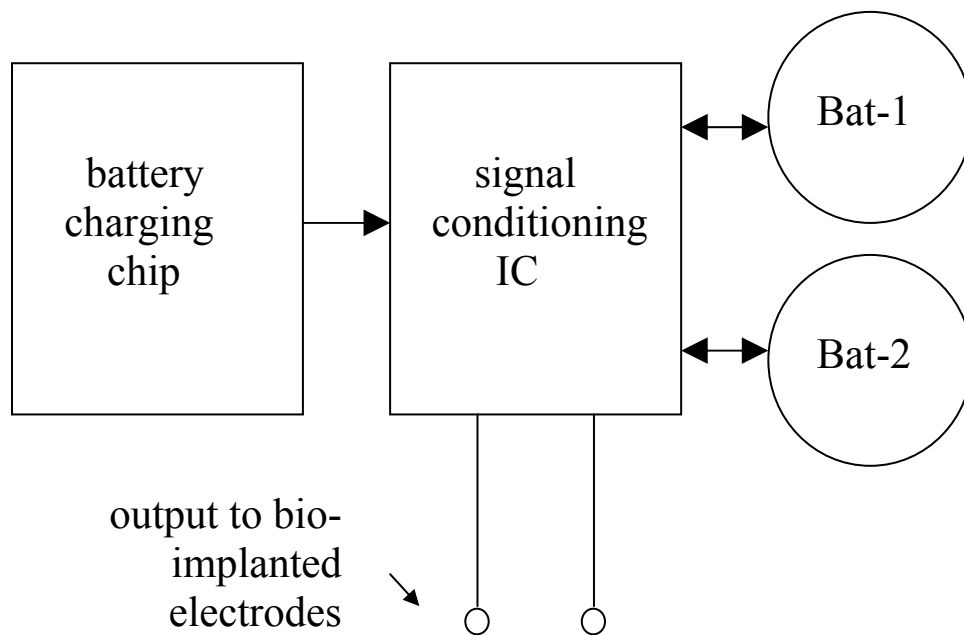 battery
charging
chip
signal
conditioning
IC
Bat-1
Bat-2
output to bio-
implanted
electrodes